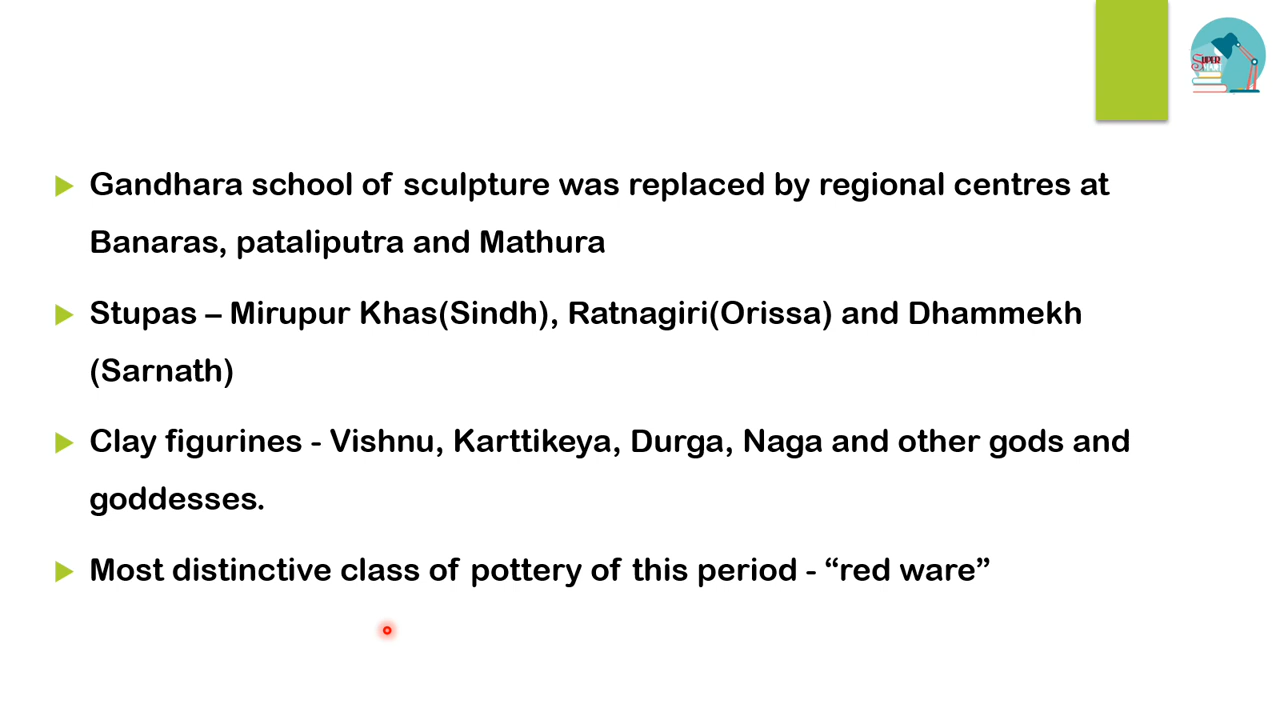 SUPER
Gandhara school of sculpture was replaced by regional centres at
Banaras, pataliputra and Mathura
Stupas – Mirupur Khas(Sindh), Ratnagiri(Orissa) and Dhammekh
(Sarnath)
Clay figurines - Vishnu, Karttikeya, Durga, Naga and other gods and
goddesses.
Most distinctive class of pottery of this period - “red ware”